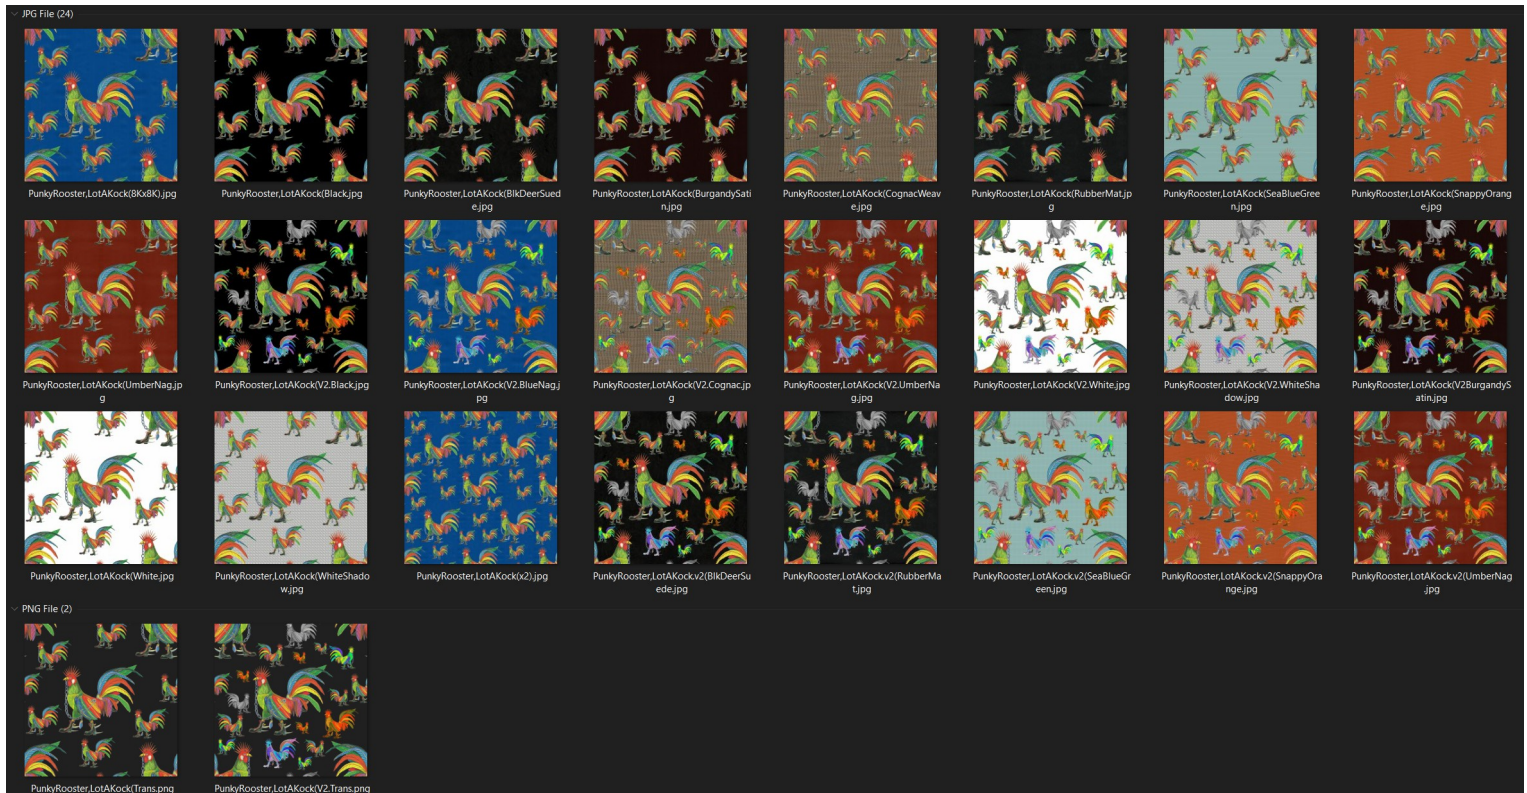 JPG File (24)
PunkyRooster,LotAKock(8Kx8K).jpg
PunkyRooster,LotAKock(Black.jpg
PunkyRooster,LotAKock(BlkDeerSued
e.jpg
PunkyRooster,LotAKock(BurgandySati
n.jpg
PunkyRooster,LotAKock(CognacWeav
e.jpg
PunkyRooster,LotAKock(RubberMat.jp
g
PunkyRooster,LotAKock(SeaBlueGree
n.jpg
PunkyRooster,LotAKock(SnappyOrang
e.jpg
PunkyRooster,LotAKock(UmberNag.jp
g
PunkyRooster,LotAKock(V2.Black.jpg
PunkyRooster,LotAKock(V2.BlueNag.j
pg
PunkyRooster,LotAKock(V2.Cognac.jp
g
PunkyRooster,LotAKock(V2.UmberNa
g.jpg
PunkyRooster,LotAKock(V2.White.jpg
PunkyRooster,LotAKock(V2.WhiteSha
dow.jpg
PunkyRooster,LotAKock(V2BurgandyS
atin.jpg
PunkyRooster,LotAKock(White.jpg
PunkyRooster,LotAKock(WhiteShado
w.jpg
PunkyRooster,LotAKock(x2).jpg
PunkyRooster,LotAKock.v2(BlkDeerSu
ede.jpg
PunkyRooster,LotAKock.v2(RubberMa
t.jpg
PunkyRooster,LotAKock.v2(SeaBlueGr
een.jpg
PunkyRooster,LotAKock.v2(SnappyOra
nge.jpg
PunkyRooster,LotAKock.v2(UmberNag
.jpg
PNG File (2)
PunkyRooster,LotAKock(Trans.png
PunkyRooster,LotAKock(V2.Trans.png